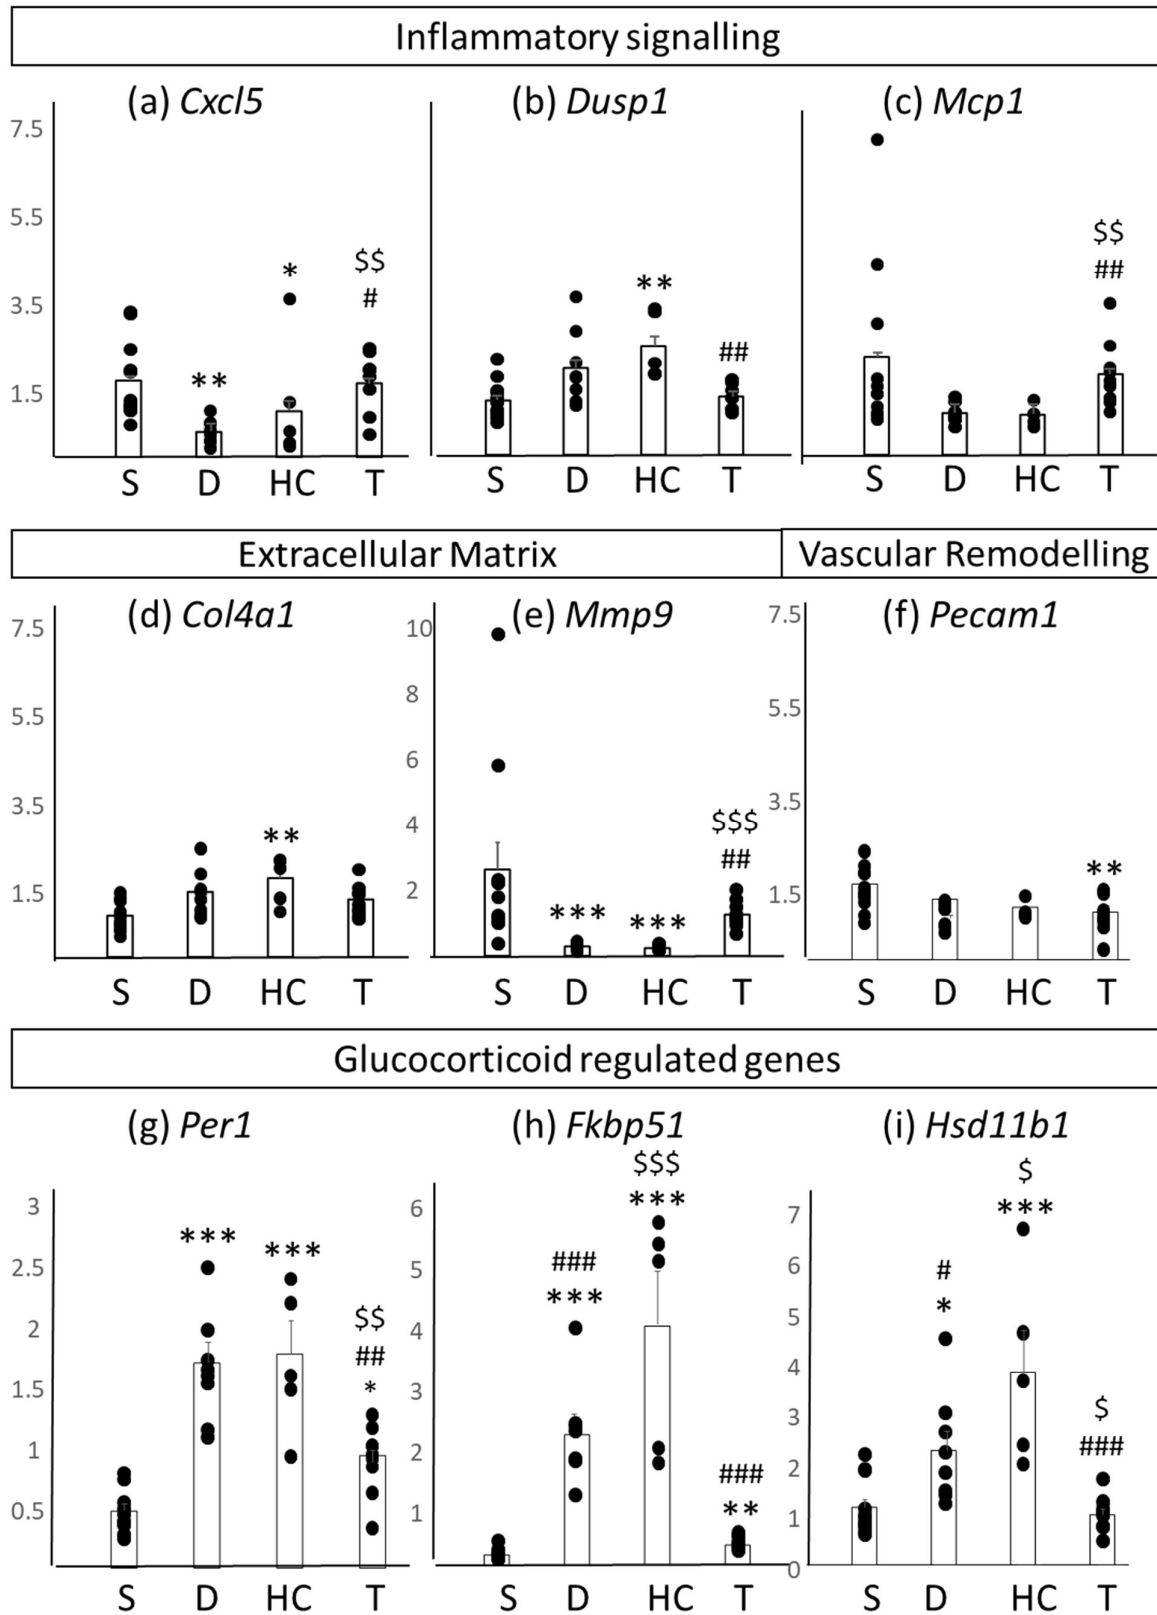 Inflammatory signalling
(a) Cxcl5 (b) Dusp1 (c) Mcp1
7.5
5.5
$$ $$
* ** ##
3.5 #
** ##
1.5
S D HC T S D HC T S D HC T
Extracellular Matrix Vascular Remodelling
(d) Col4a1 (e) Mmp9 (f) Pecam1
7.5 10 7.5
8
5.5 5.5
6
3.5 4 3.5
** $$$
## **
1.5 2 1.5
*** ***
S D HC T S D HC T S D HC T
Glucocorticoid regulated genes
(g) Per1 (h) Fkbp51 (i) Hsd11b1
$$$ $
*** ***
3 6 7
*** *** ### #
2.5 5 6
*** *
$$ 5
2 ## 4
* 4
1.5 3 $
###
3
1 2 ###
** 2
0.5 1 1
0
S D HC T S D HC T S D HC T